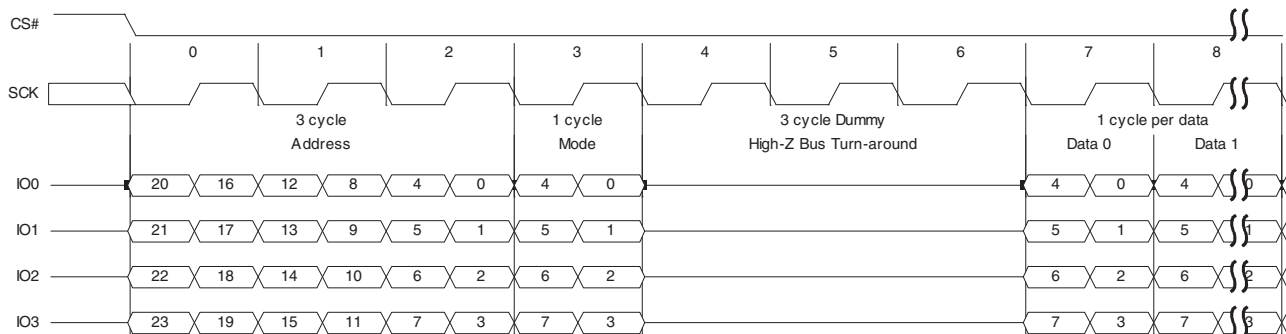 CS#
0 1 2 3 4 5 6 7 8
SCK
3 cycle 1 cycle 3 cycle Dummy 1 cycle per data
Address Mode High-Z Bus Turn-around Data 0 Data 1
IO0 20 16 12 8 4 0 4 0 4 0 4 0
IO1 21 17 13 9 5 1 5 1 5 1 5 1
IO2 22 18 14 10 6 2 6 2 6 2 6 2
IO3 23 19 15 11 7 3 7 3 7 3 7 3